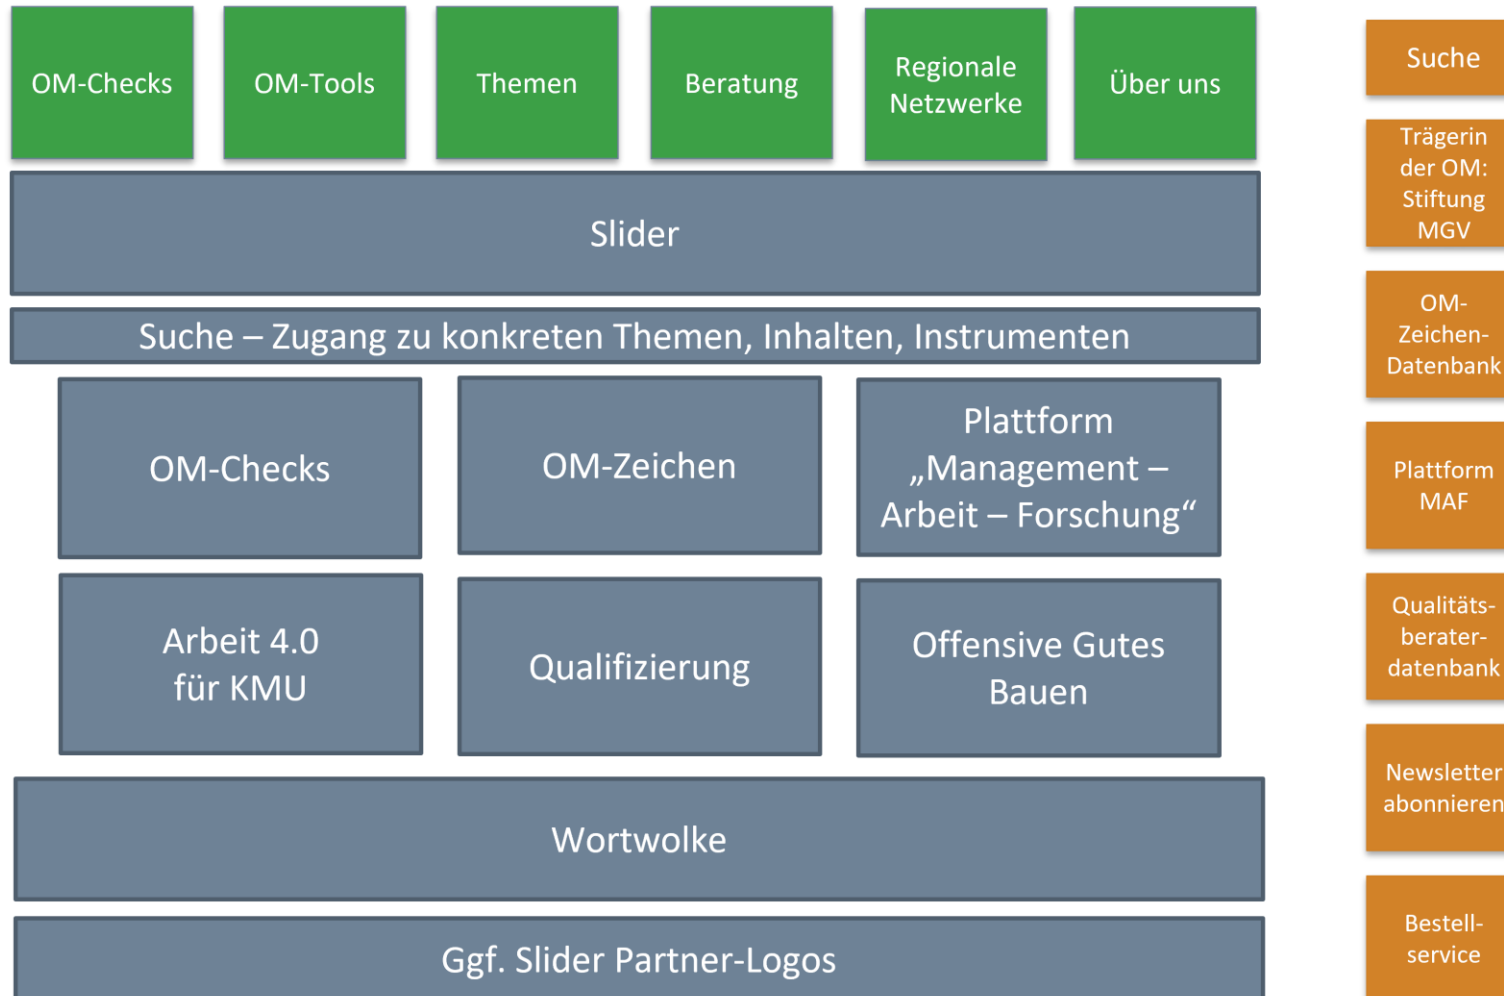 OM-Checks
OM-Tools
Themen
Beratung
Regionale
Netzwerke
Über uns
Slider
Suche – Zugang zu konkreten Themen, Inhalten, Instrumenten
OM-Checks
OM-Zeichen
Plattform
„Management –
Arbeit – Forschung“
Arbeit 4.0
für KMU
Qualifizierung
Offensive Gutes
Bauen
Wortwolke
Ggf. Slider Partner-Logos
Suche
Trägerin
der OM:
Stiftung
MGV
OM-
Zeichen-
Datenbank
Plattform
MAF
Qualitäts-
berater-
datenbank
Newsletter
abonnieren
Bestell-
service